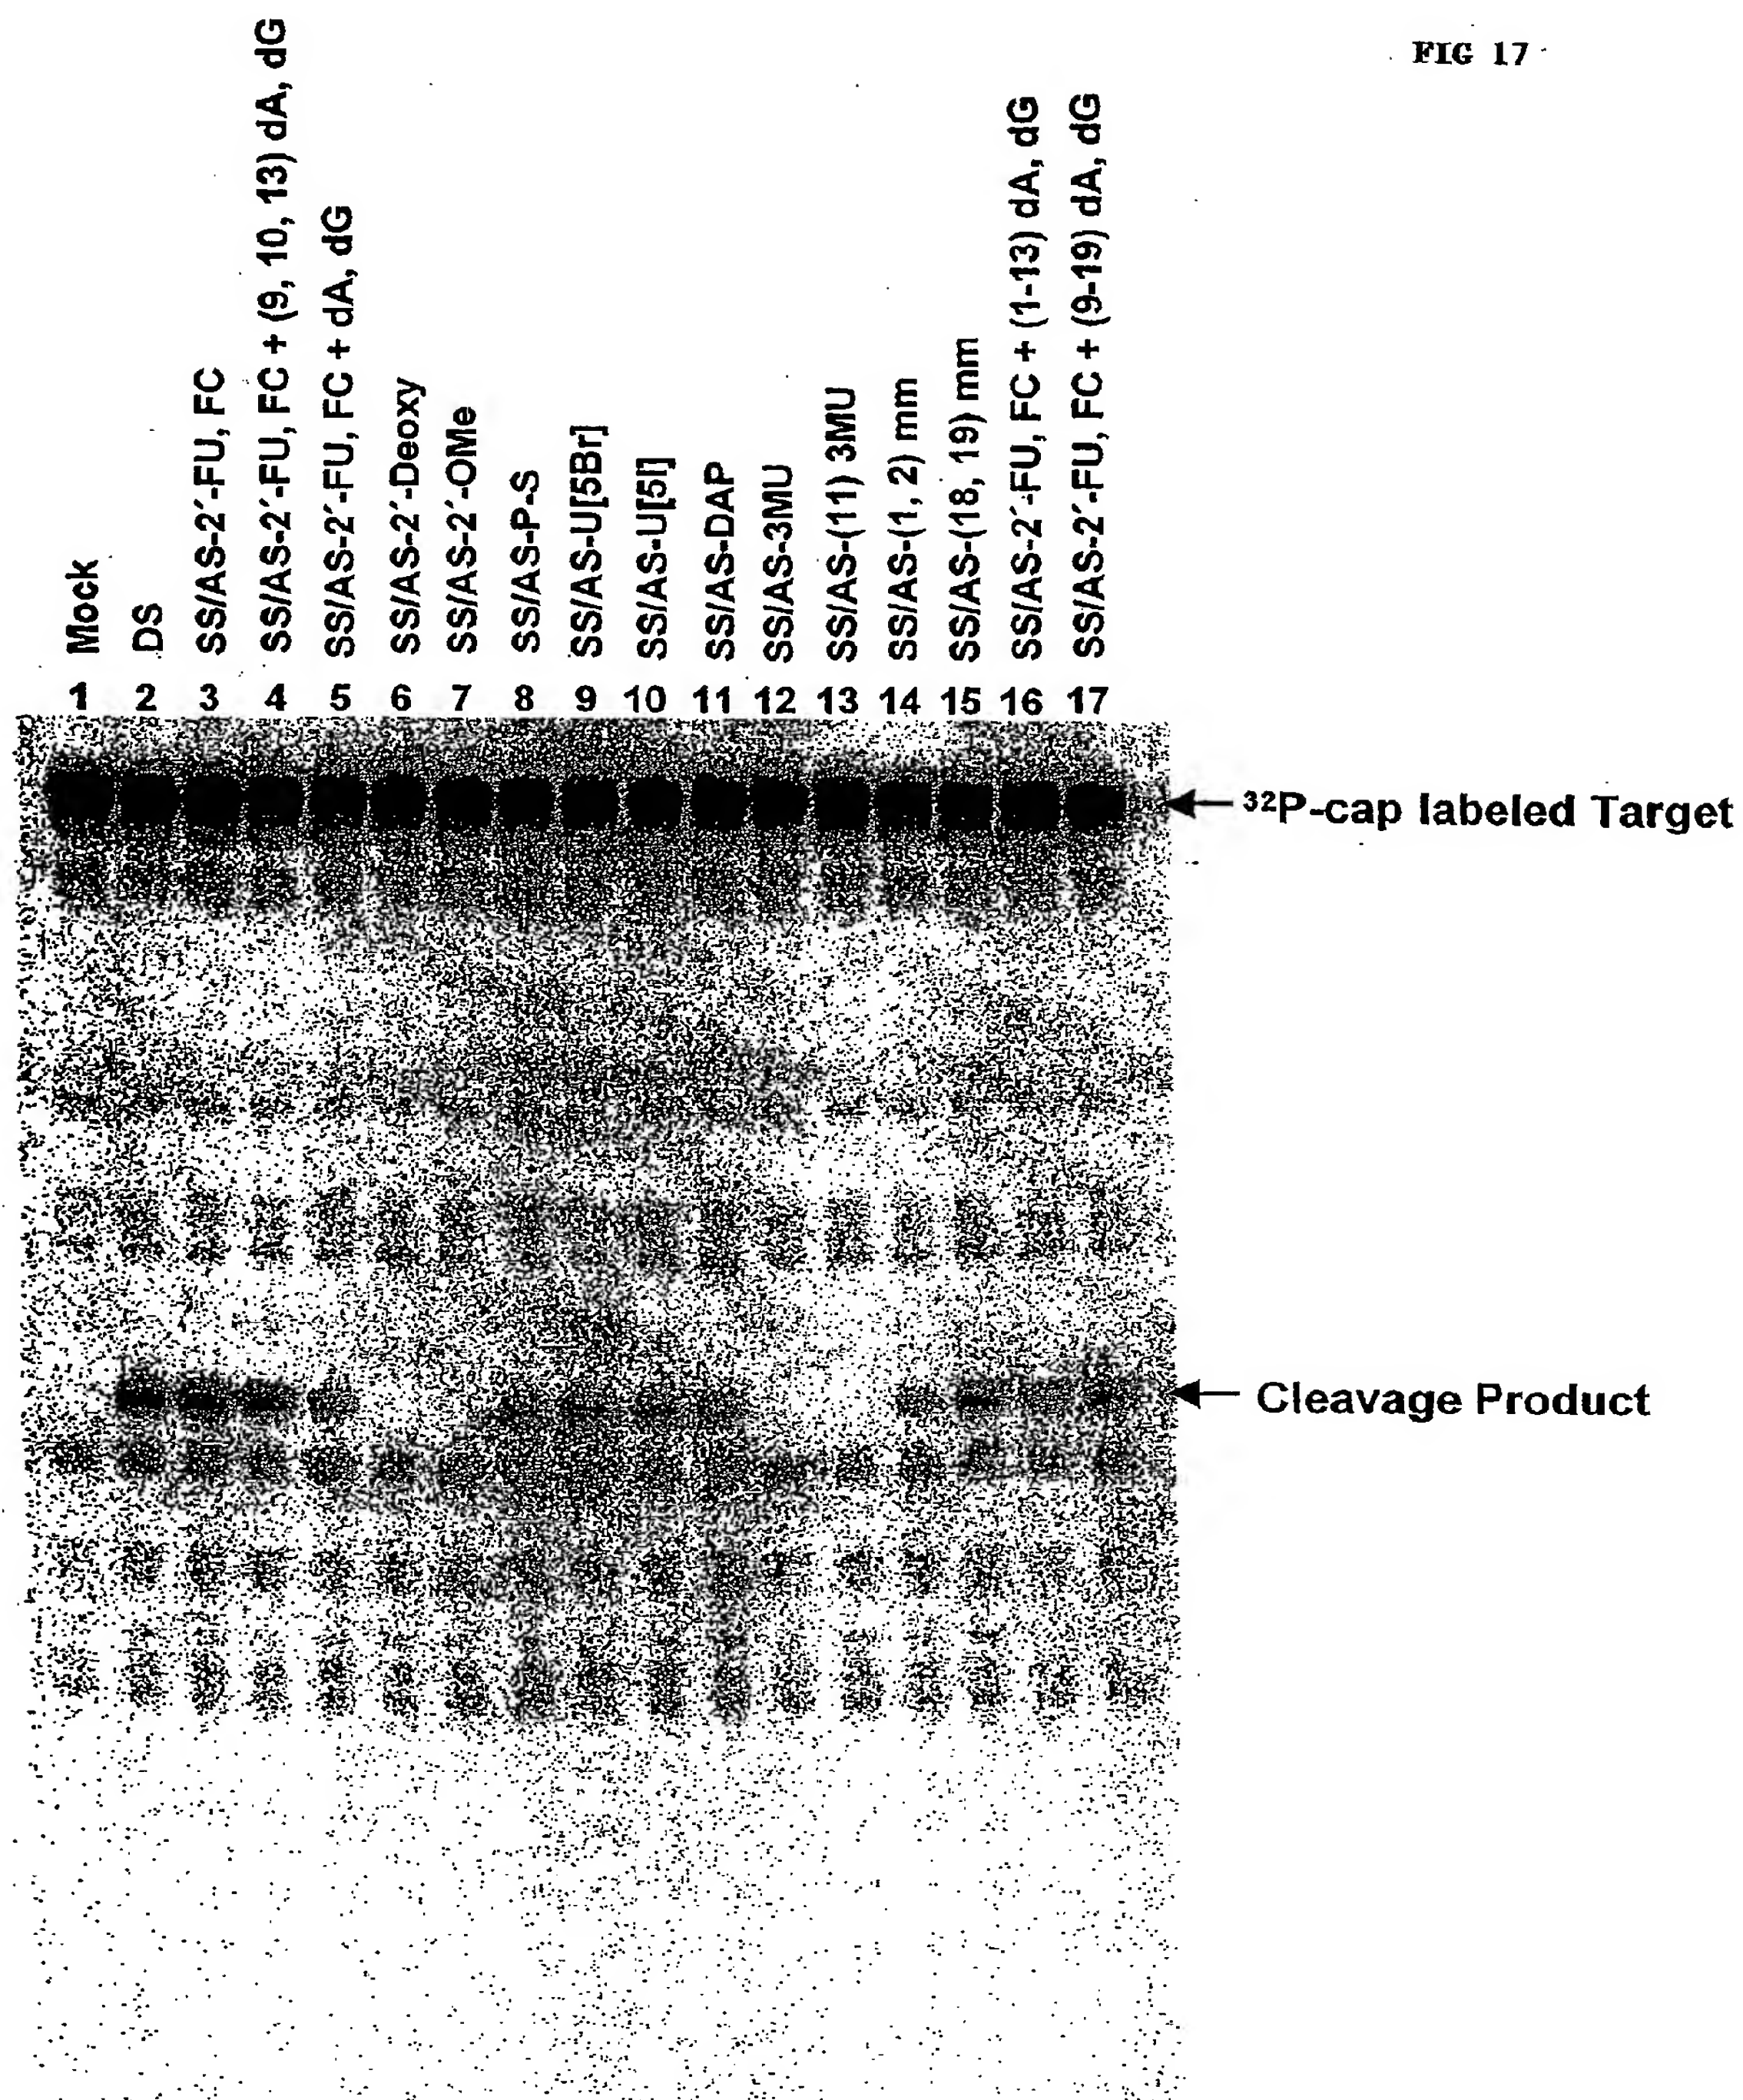 FIG 17
Mock
DS
SS/AS-2´-FU, FC
SS/AS-2´-FU, FC + (9, 10, 13) dA, dG
SS/AS-2´-FU, FC + dA, dG
SS/AS-2´-Deoxy
SS/AS-2´-OMe
SS/AS-P-S
SS/AS-U[5Br]
SS/AS-U[5I]
SS/AS-DAP
SS/AS-3MU
SS/AS-(11) 3MU
SS/AS-(1, 2) mm
SS/AS-(18, 19) mm
SS/AS-2´-FU, FC + (1-13) dA, dG
SS/AS-2´-FU, FC + (9-19) dA, dG
1 2 3 4 5 6 7 8 9 10 11 12 13 14 15 16 17
³²P-cap labeled Target
Cleavage Product